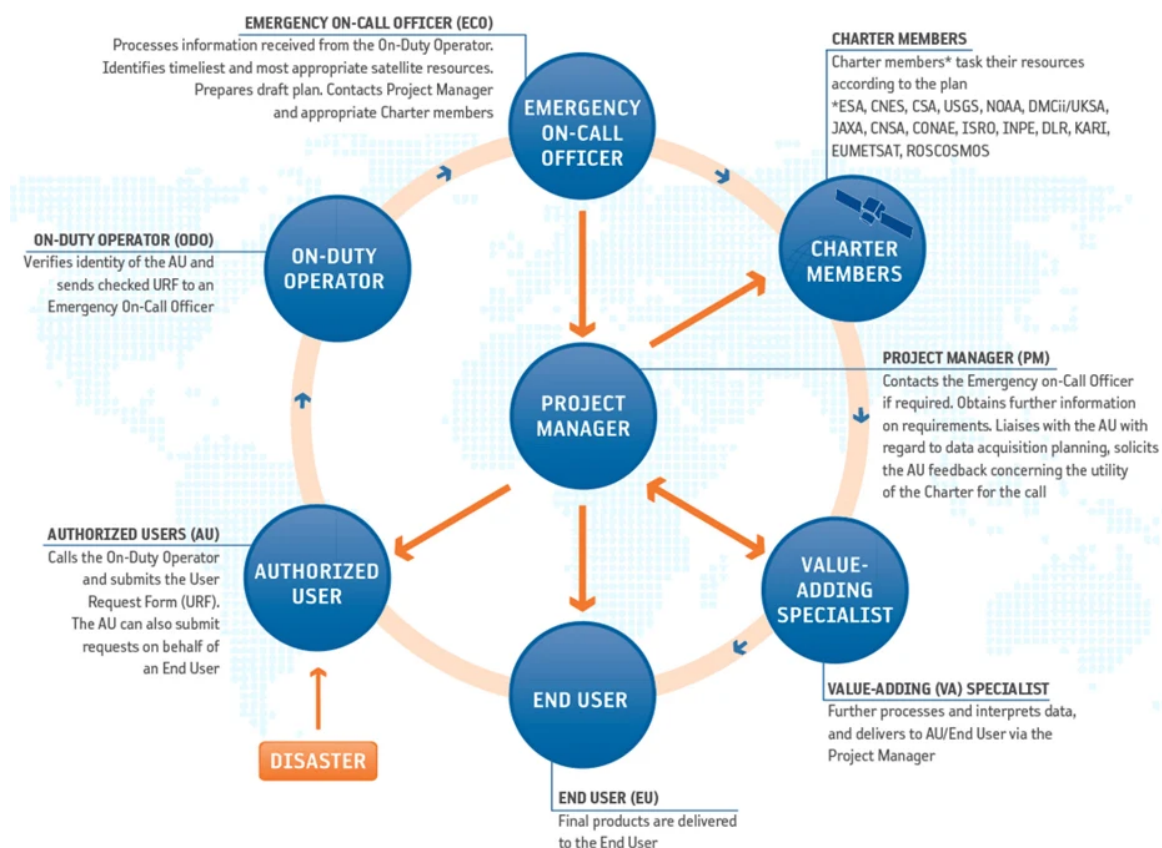 EMERGENCY ON-CALL OFFICER (ECO)
Processes information received from the On-Duty Operator.
Identifies timeliest and most appropriate satellite resources.
Prepares draft plan. Contacts Project Manager
and appropriate Charter members
EMERGENCY
ON-CALL
OFFICER
CHARTER MEMBERS
Charter members* task their resources
according to the plan
*ESA, CNES, CSA, USGS, NOAA, DMCii/UKSA,
JAXA, CNSA, CONAE, ISRO, INPE, DLR, KARI,
EUMETSAT, ROSCOSMOS
CHARTER
MEMBERS
ON-DUTY OPERATOR (ODO)
Verifies identity of the AU and
sends checked URF to an
Emergency On-Call Officer
ON-DUTY
OPERATOR
PROJECT
MANAGER
PROJECT MANAGER (PM)
Contacts the Emergency on-Call Officer
if required. Obtains further information
on requirements. Liaises with the AU with
regard to data acquisition planning, solicits
the AU feedback concerning the utility
of the Charter for the call
AUTHORIZED USERS (AU)
Calls the On-Duty Operator
and submits the User
Request Form (URF).
The AU can also submit
requests on behalf of
an End User
AUTHORIZED
USER
DISASTER
VALUE-
ADDING
SPECIALIST
VALUE-ADDING (VA) SPECIALIST
Further processes and interprets data,
and delivers to AU/End User via the
Project Manager
END USER
END USER (EU)
Final products are delivered
to the End User